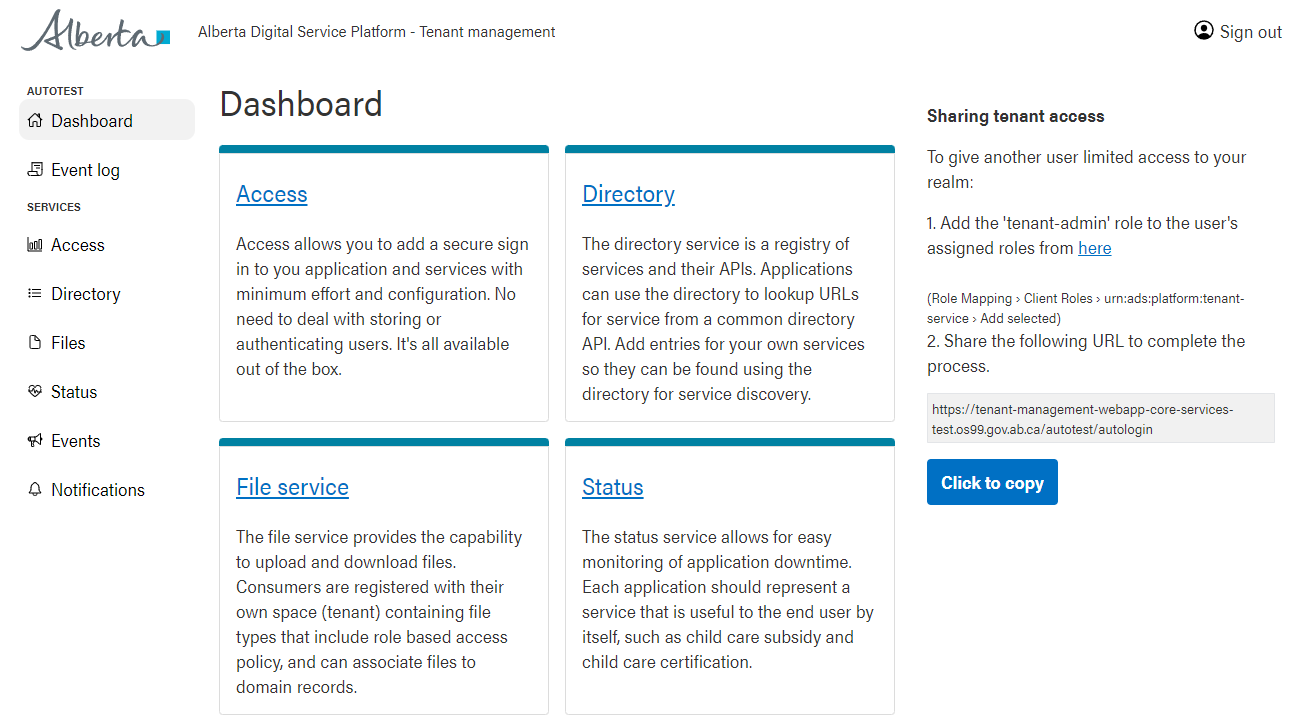 Alberta
Alberta Digital Service Platform - Tenant management
Sign out
AUTOTEST
Dashboard
Event log
SERVICES
Access
Directory
Files
Status
Events
Notifications
Dashboard
Access
Access allows you to add a secure sign
in to you application and services with
minimum effort and configuration. No
need to deal with storing or
authenticating users. It's all available
out of the box.
Directory
The directory service is a registry of
services and their APIs. Applications
can use the directory to lookup URLs
for service from a common directory
API. Add entries for your own services
so they can be found using the
directory for service discovery.
File service
The file service provides the capability
to upload and download files.
Consumers are registered with their
own space (tenant) containing file
types that include role based access
policy, and can associate files to
domain records.
Status
The status service allows for easy
monitoring of application downtime.
Each application should represent a
service that is useful to the end user by
itself, such as child care subsidy and
child care certification.
Sharing tenant access
To give another user limited access to your
realm:
1. Add the 'tenant-admin' role to the user's
assigned roles from here
(Role Mapping › Client Roles › urn:ads:platform:tenant-
service › Add selected)
2. Share the following URL to complete the
process.
https://tenant-management-webapp-core-services-
test.os99.gov.ab.ca/autotest/autologin
Click to copy